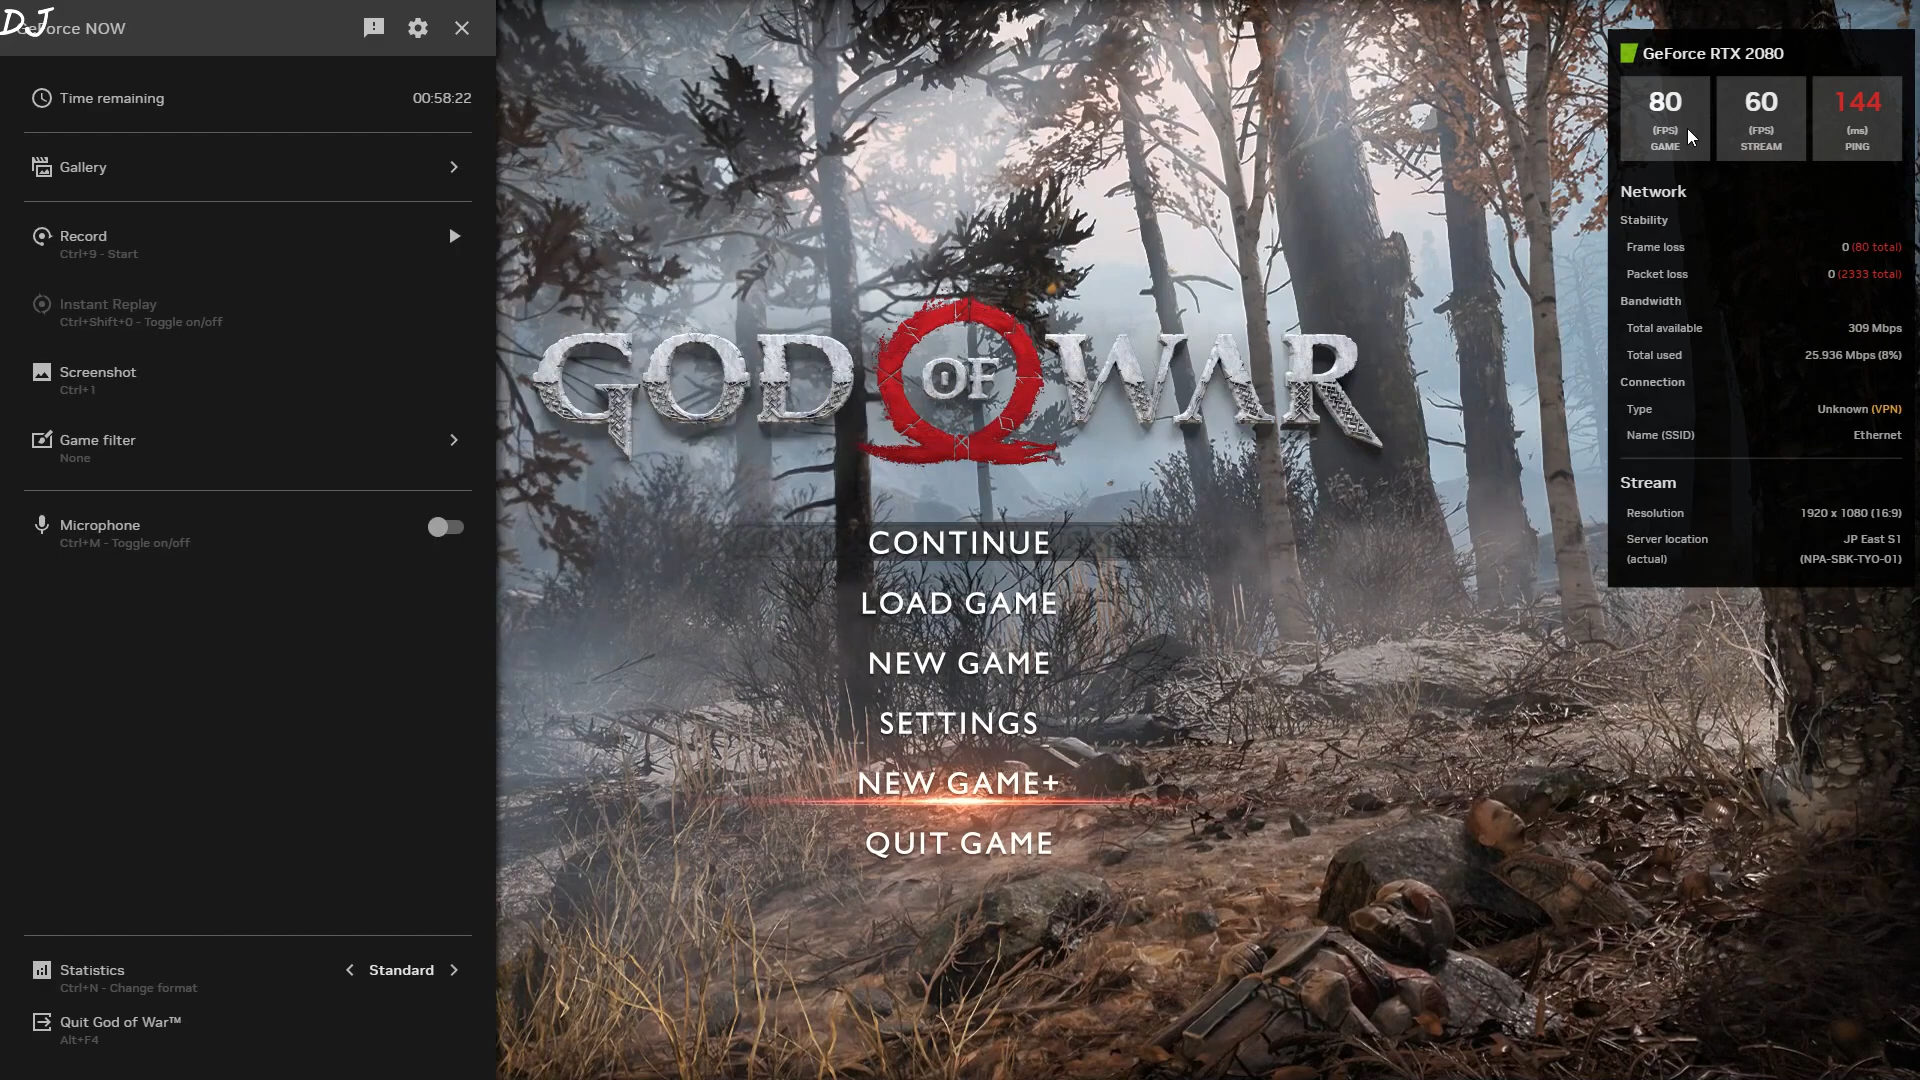 DJ
GeForce NOW
Time remaining 00:58:22
Gallery
Record
Ctrl+9 - Start
Instant Replay
Ctrl+Shift+0 - Toggle on/off
Screenshot
Ctrl+1
Game filter
None
Microphone
Ctrl+M - Toggle on/off
Statistics Standard
Ctrl+N - Change format
Quit God of War™
Alt+F4
GOD OF WAR
CONTINUE
LOAD GAME
NEW GAME
SETTINGS
NEW GAME+
QUIT GAME
GeForce RTX 2080
80 60 144
(FPS) (FPS) (ms)
GAME STREAM PING
Network
Stability
Frame loss 0 (80 total)
Packet loss 0 (2333 total)
Bandwidth
Total available 309 Mbps
Total used 25.936 Mbps (8%)
Connection
Type Unknown (VPN)
Name (SSID) Ethernet
Stream
Resolution 1920 x 1080 (16:9)
Server location JP East S1
(actual) (NPA-SBK-TYO-01)